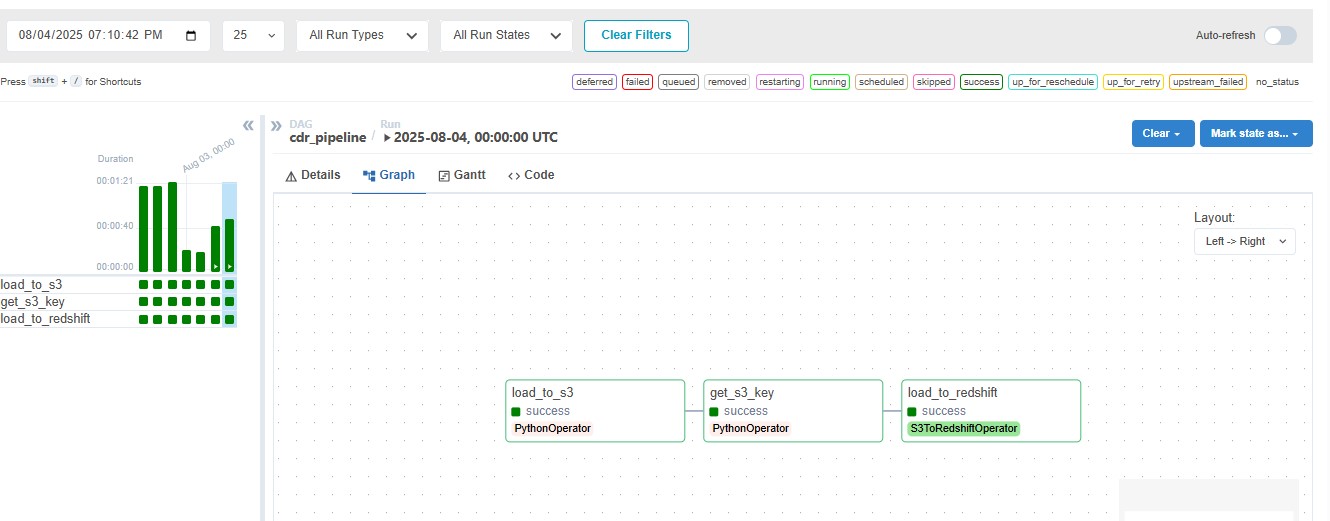 08/04/2025 07:10:42 PM 25 All Run Types All Run States Clear Filters Auto-refresh
Press shift + / for Shortcuts deferred failed queued removed restarting running scheduled skipped success up_for_reschedule up_for_retry upstream_failed no_status
DAG
cdr_pipeline /
Run
2025-08-04, 00:00:00 UTC
Clear Mark state as...
Details Graph Gantt Code
Duration
Aug 03, 00:00
00:01:21
00:00:40
00:00:00
load_to_s3
get_s3_key
load_to_redshift
Layout:
Left -> Right
load_to_s3
success
PythonOperator
get_s3_key
success
PythonOperator
load_to_redshift
success
S3ToRedshiftOperator